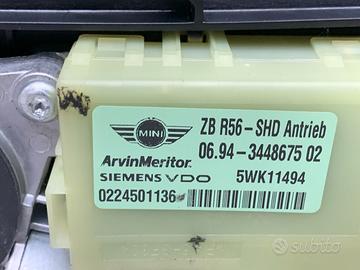 MINI
ZB R56-SHD Antrieb
ArvinMeritor.
06.94-3448675 02
SIEMENS VDO
5WK11494
0224501136
subito